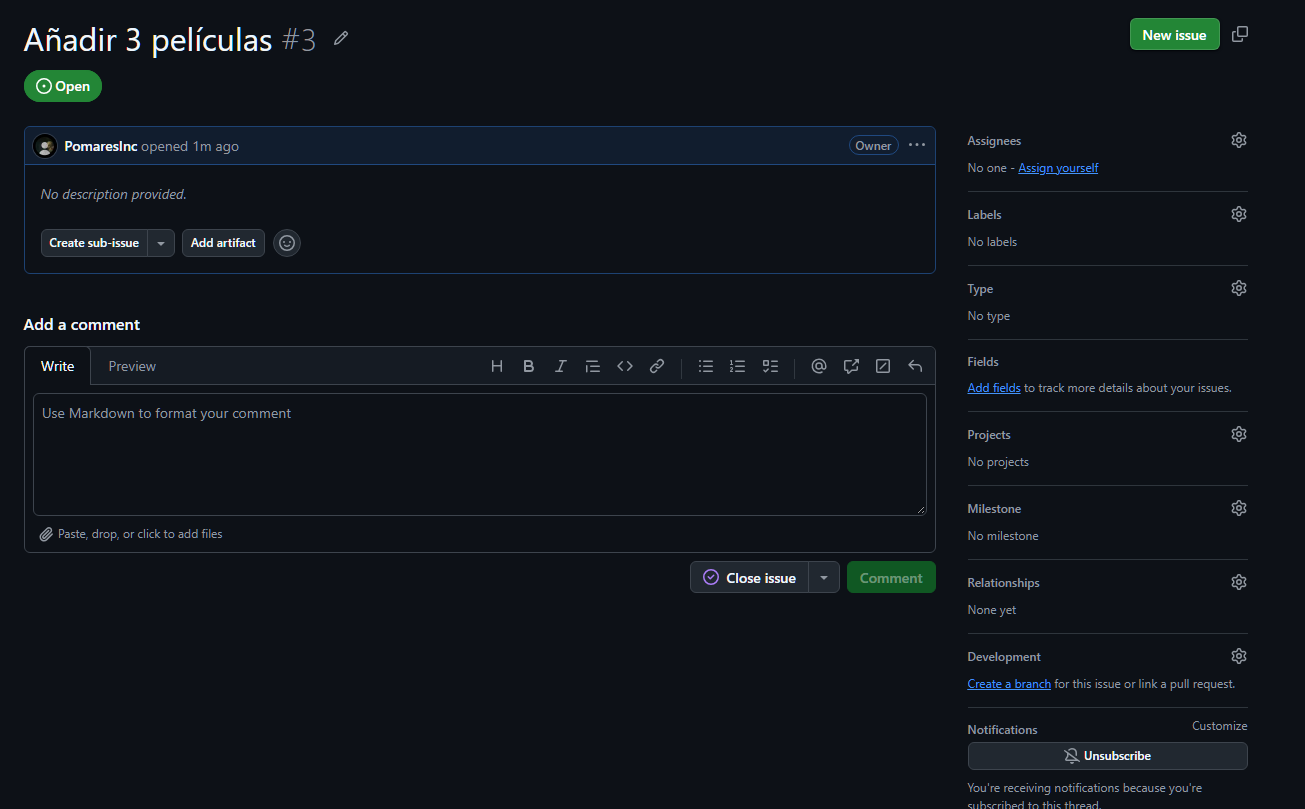 Añadir 3 películas #3
New issue
Open
PomaresInc opened 1m ago
Owner
No description provided.
Create sub-issue
Add artifact
Add a comment
Write
Preview
Use Markdown to format your comment
Paste, drop, or click to add files
Close issue
Comment
Assignees
No one - Assign yourself
Labels
No labels
Type
No type
Fields
Add fields to track more details about your issues.
Projects
No projects
Milestone
No milestone
Relationships
None yet
Development
Create a branch for this issue or link a pull request.
Notifications
Customize
Unsubscribe
You're receiving notifications because you're
subscribed to this thread.